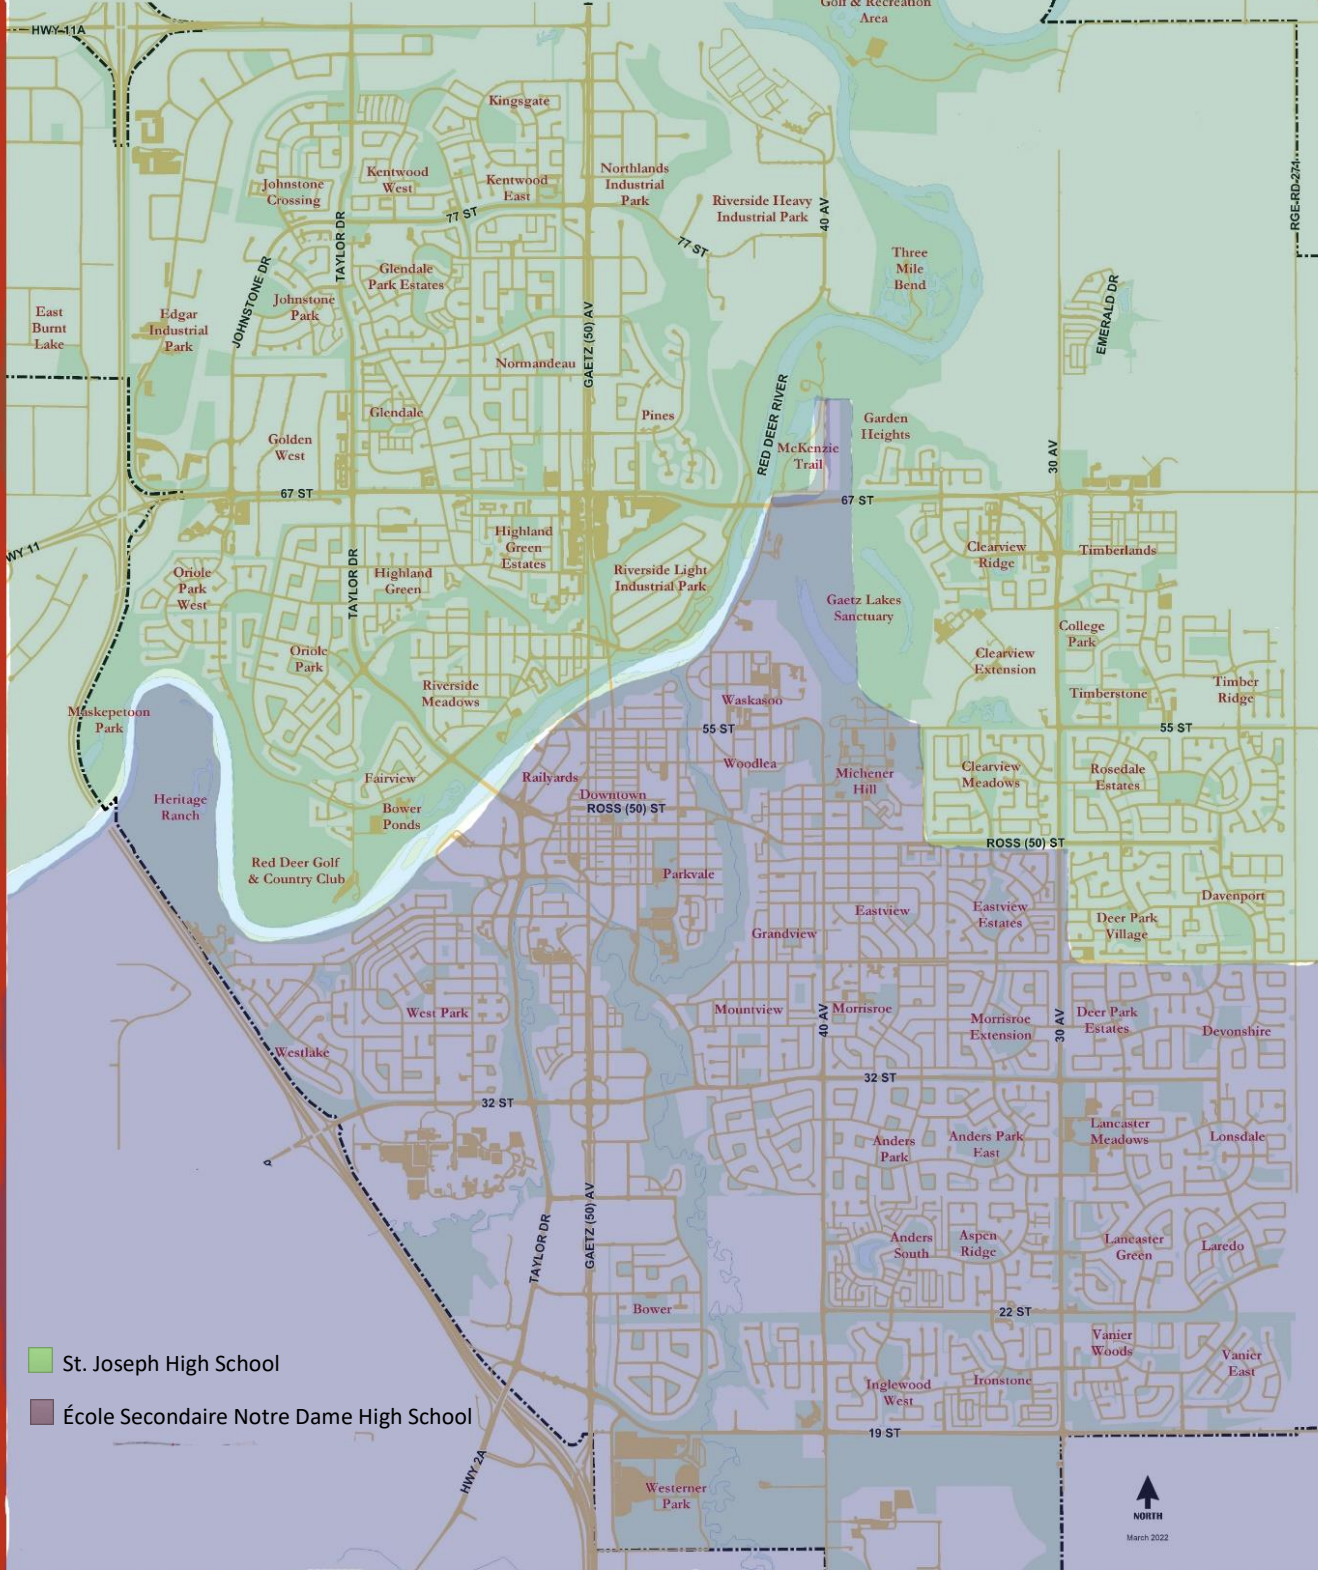 Golf & Recreation
Area
HWY 11A
Kingsgate
Kentwood
West
Kentwood
East
Johnstone
Crossing
Northlands
Industrial
Park
Riverside Heavy
Industrial Park
40 AV
RGE-RD-274
77 ST
77 ST
TAYLOR DR
JOHNSTONE DR
Glendale
Park Estates
Three
Mile
Bend
East
Burnt
Lake
Edgar
Industrial
Park
Johnstone
Park
GAETZ (50) AV
EMERALD DR
Normandeau
RED DEER RIVER
Glendale
Pines
Garden
Heights
Golden
West
McKenzie
Trail
30 AV
67 ST
67 ST
WY 11
Highland
Green
Estates
Clearview
Ridge
Timberlands
Oriole
Park
West
TAYLOR DR
Highland
Green
Riverside Light
Industrial Park
Gaetz Lakes
Sanctuary
College
Park
Oriole
Park
Clearview
Extension
Riverside
Meadows
Waskasoo
Timberstone
Timber
Ridge
Maskepetoon
Park
55 ST
55 ST
Woodlea
Michener
Hill
Clearview
Meadows
Rosedale
Estates
Fairview
Railyards
Downtown
ROSS (50) ST
Heritage
Ranch
Bower
Ponds
ROSS (50) ST
Red Deer Golf
& Country Club
Parkvale
Davenport
Eastview
Eastview
Estates
Deer Park
Village
Grandview
West Park
Mountview
40 AV
Morrisroe
Morrisroe
Extension
30 AV
Deer Park
Estates
Devonshire
Westlake
32 ST
32 ST
Anders
Park
Anders Park
East
Lancaster
Meadows
Lonsdale
TAYLOR DR
GAETZ (50) AV
Anders
South
Aspen
Ridge
Lancaster
Green
Laredo
Bower
22 ST
Vanier
Woods
Vanier
East
Inglewood
West
Ironstone
St. Joseph High School
École Secondaire Notre Dame High School
19 ST
HWY 2A
Westerner
Park
NORTH
March 2022